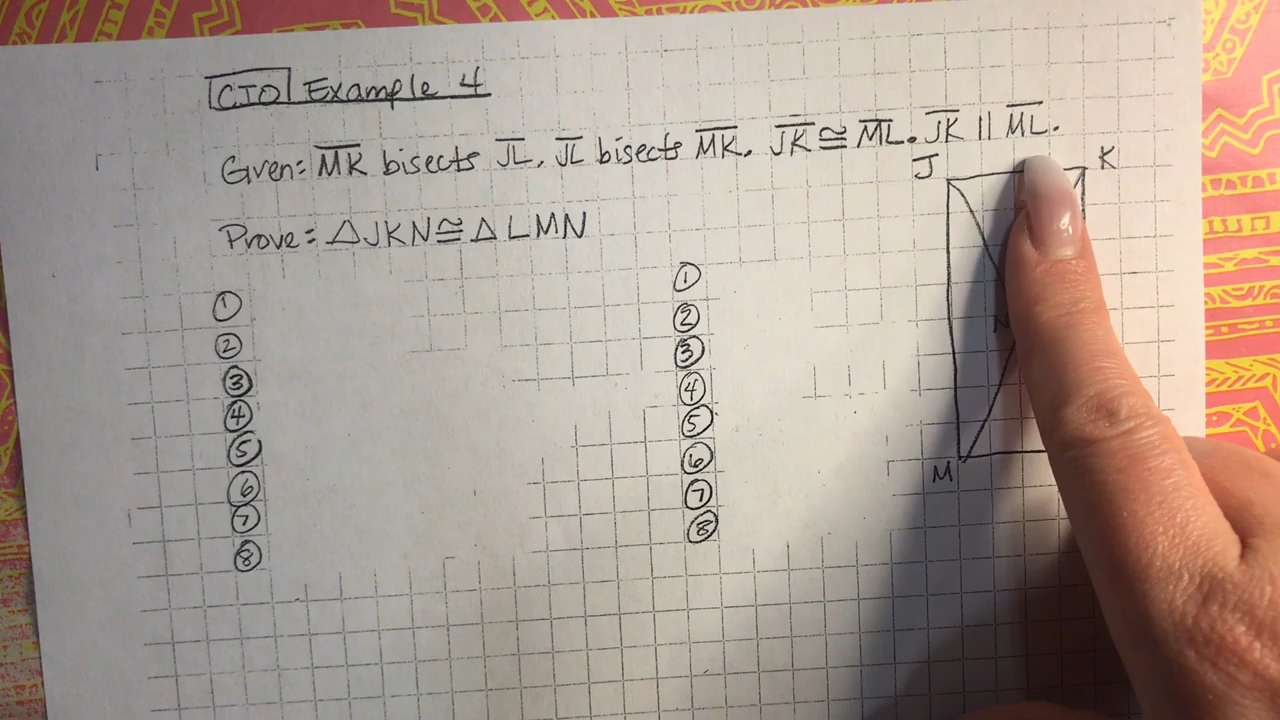 CIO Example 4
Given: MK bisects JL. JL bisects MK. JK ≅ ML. JK || ML.
J K
Prove: △JKN ≅ △LMN
① ①
② ②
③ ③
N
④ ④
⑤ ⑤
⑥ ⑥
M
⑦ ⑦
⑧ ⑧